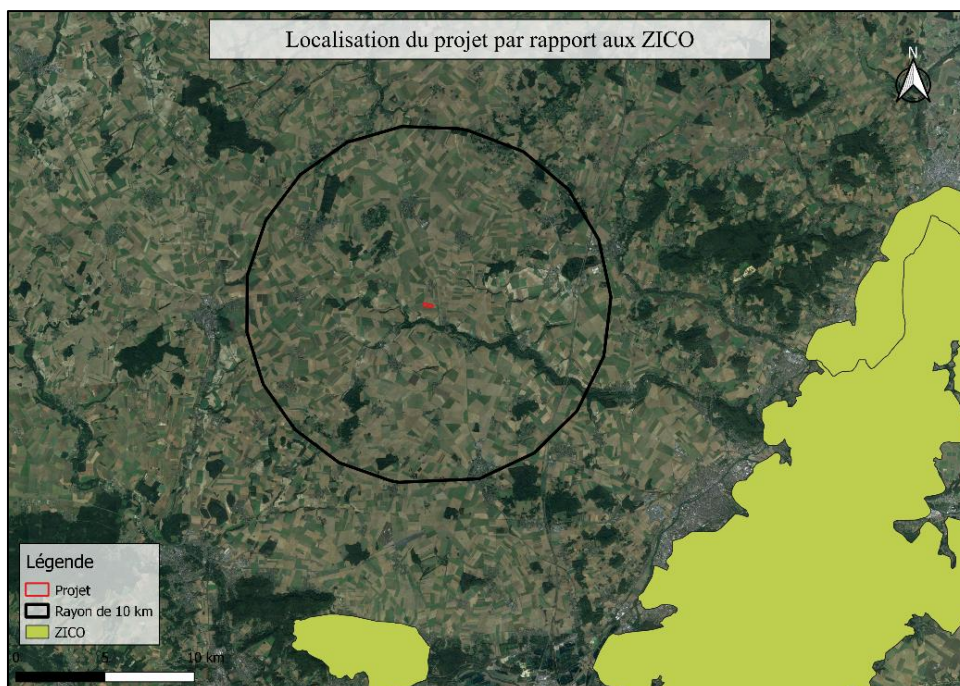 Localisation du projet par rapport aux ZICO
N
Légende
Projet
Rayon de 10 km
ZICO
0 5 10 km